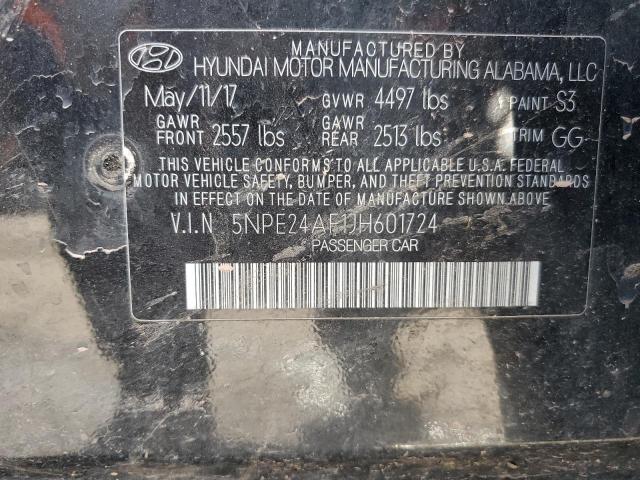 MANUFACTURED BY
HYUNDAI MOTOR MANUFACTURING ALABAMA, LLC
May/11/17 GVWR 4497 lbs PAINT S3
GAWR FRONT 2557 lbs GAWR REAR 2513 lbs TRIM GG
THIS VEHICLE CONFORMS TO ALL APPLICABLE U.S.A. FEDERAL
MOTOR VEHICLE SAFETY, BUMPER, AND THEFT PREVENTION STANDARDS
IN EFFECT ON THE DATE OF MANUFACTURE SHOWN ABOVE.
V.I.N 5NPE24AF1JH601724
PASSENGER CAR